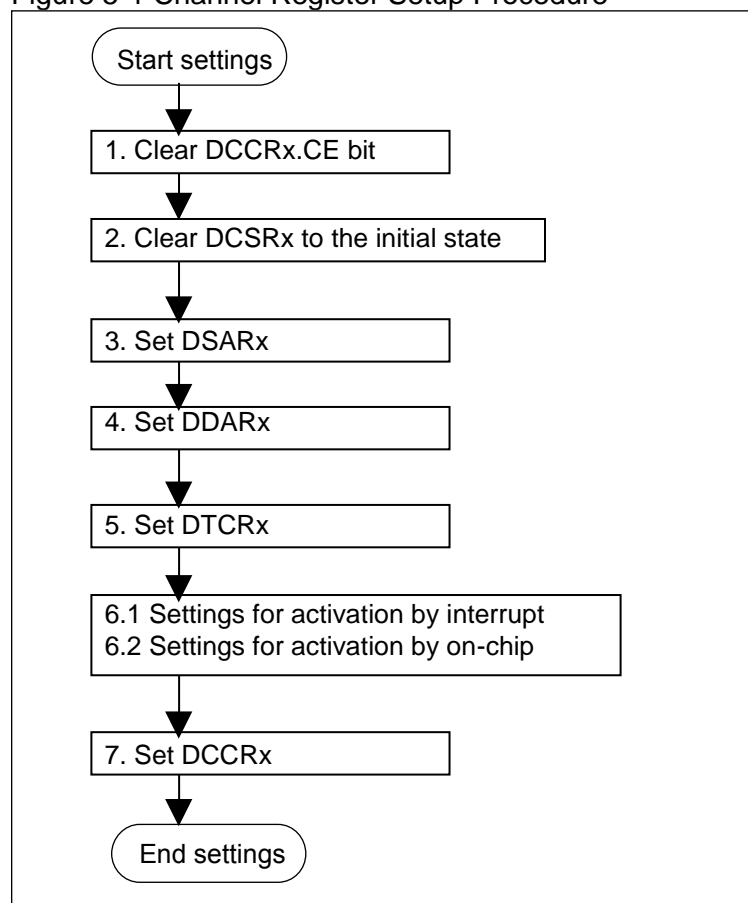 Start settings
1. Clear DCCRx.CE bit
2. Clear DCSRx to the initial state
3. Set DSARx
4. Set DDARx
5. Set DTCRx
6.1 Settings for activation by interrupt
6.2 Settings for activation by on-chip
7. Set DCCRx
End settings